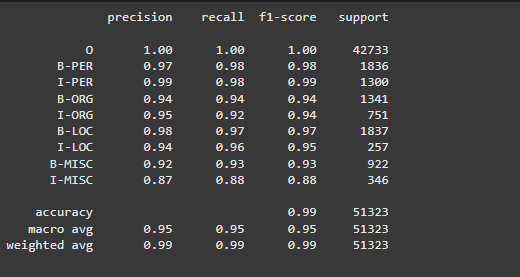 precision recall f1-score support
O 1.00 1.00 1.00 42733
B-PER 0.97 0.98 0.98 1836
I-PER 0.99 0.98 0.99 1300
B-ORG 0.94 0.94 0.94 1341
I-ORG 0.95 0.92 0.94 751
B-LOC 0.98 0.97 0.97 1837
I-LOC 0.94 0.96 0.95 257
B-MISC 0.92 0.93 0.93 922
I-MISC 0.87 0.88 0.88 346
accuracy 0.99 51323
macro avg 0.95 0.95 0.95 51323
weighted avg 0.99 0.99 0.99 51323